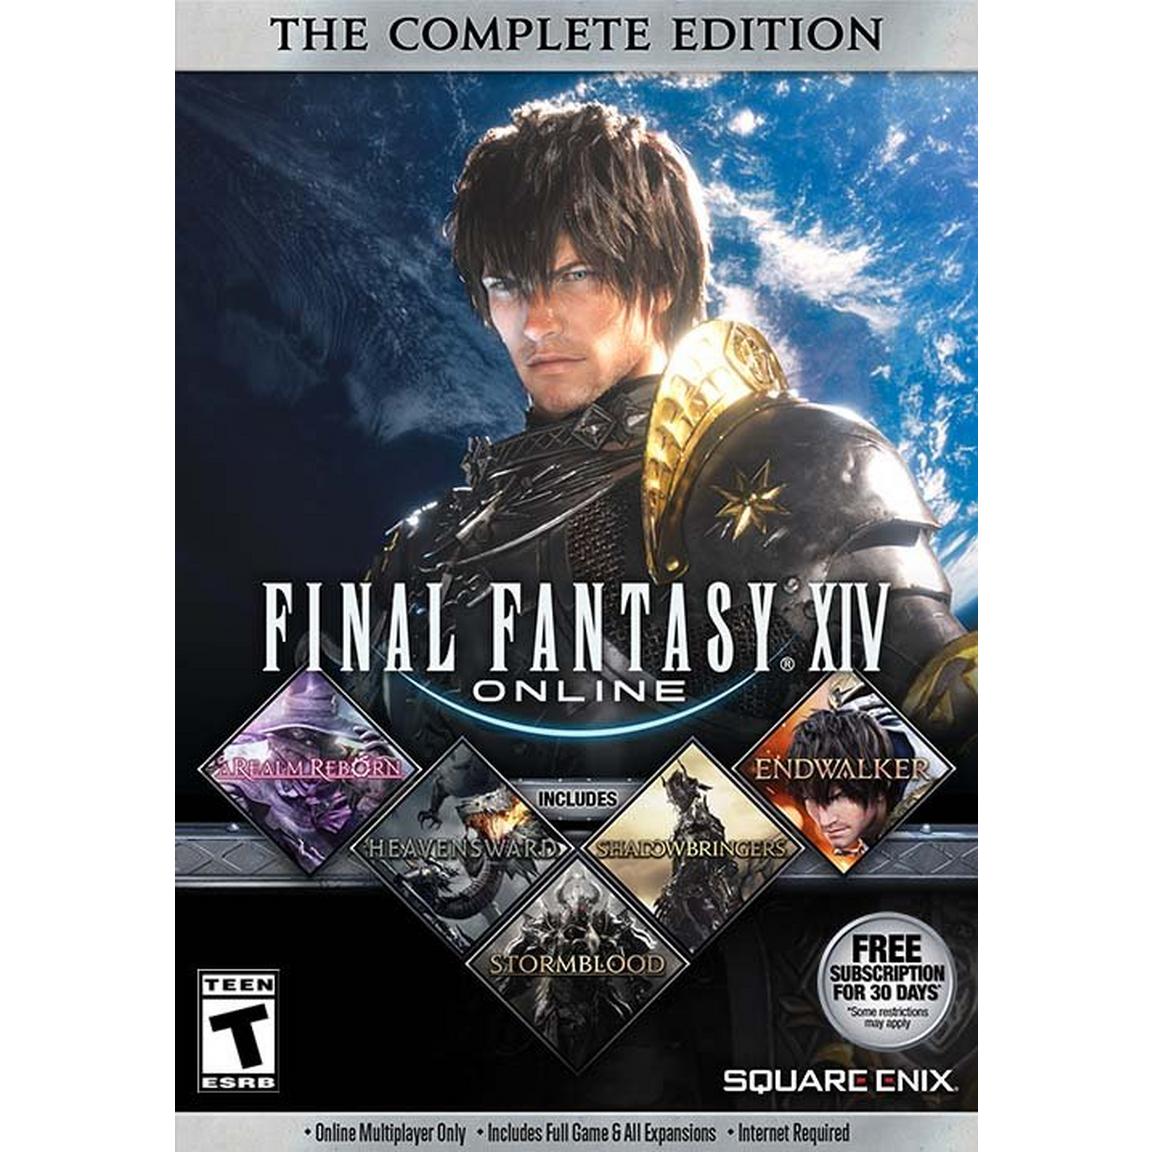 THE COMPLETE EDITION
FINAL FANTASY® XIV
ONLINE
A REALM REBORN
ENDWALKER
INCLUDES
HEAVENSWARD
SHADOWBRINGERS
STORMBLOOD
FREE
SUBSCRIPTION
FOR 30 DAYS*
*Some restrictions
may apply
TEEN
T
ESRB
SQUARE ENIX.
• Online Multiplayer Only • Includes Full Game & All Expansions • Internet Required